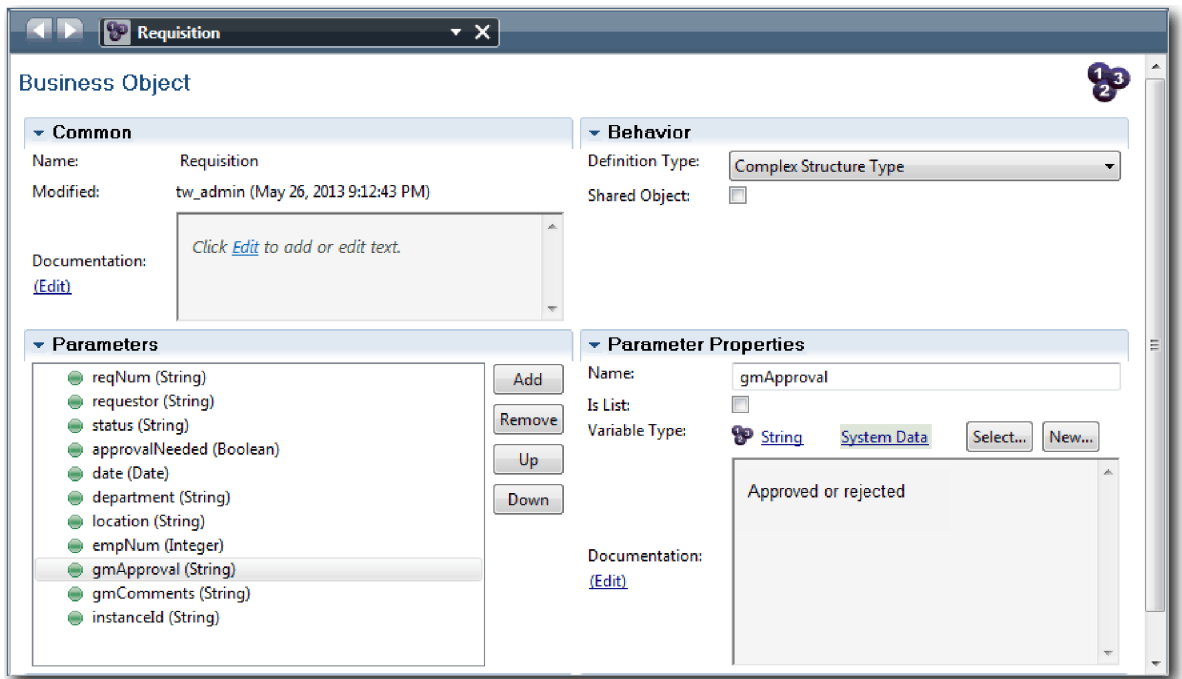 Requisition
Business Object
1 3
2
Common
Name: Requisition
Modified: tw_admin (May 26, 2013 9:12:43 PM)
Documentation:
(Edit)
Click Edit to add or edit text.
Behavior
Definition Type: Complex Structure Type
Shared Object:
Parameters
reqNum (String)
requestor (String)
status (String)
approvalNeeded (Boolean)
date (Date)
department (String)
location (String)
empNum (Integer)
gmApproval (String)
gmComments (String)
instanceId (String)
Add
Remove
Up
Down
Parameter Properties
Name: gmApproval
Is List:
Variable Type: String System Data Select... New...
Approved or rejected
Documentation:
(Edit)